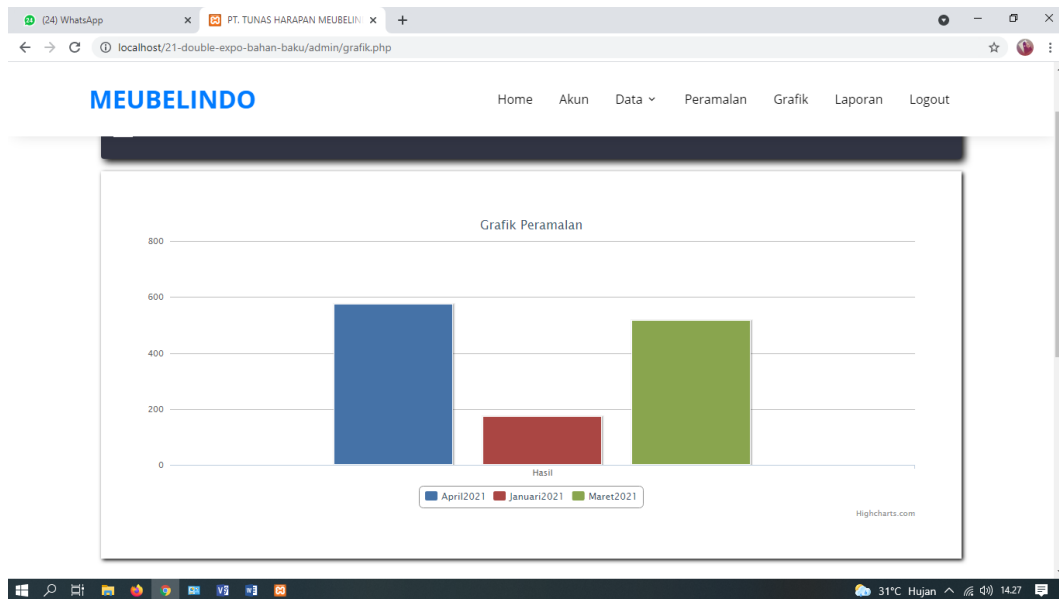 24 (24) WhatsApp
PT. TUNAS HARAPAN MEUBELIN
localhost/21-double-expo-bahan-baku/admin/grafik.php
MEUBELINDO
Home Akun Data Peramalan Grafik Laporan Logout
Grafik Peramalan
800
600
400
200
0
Hasil
April2021 Januari2021 Maret2021
Highcharts.com
31°C Hujan 14.27